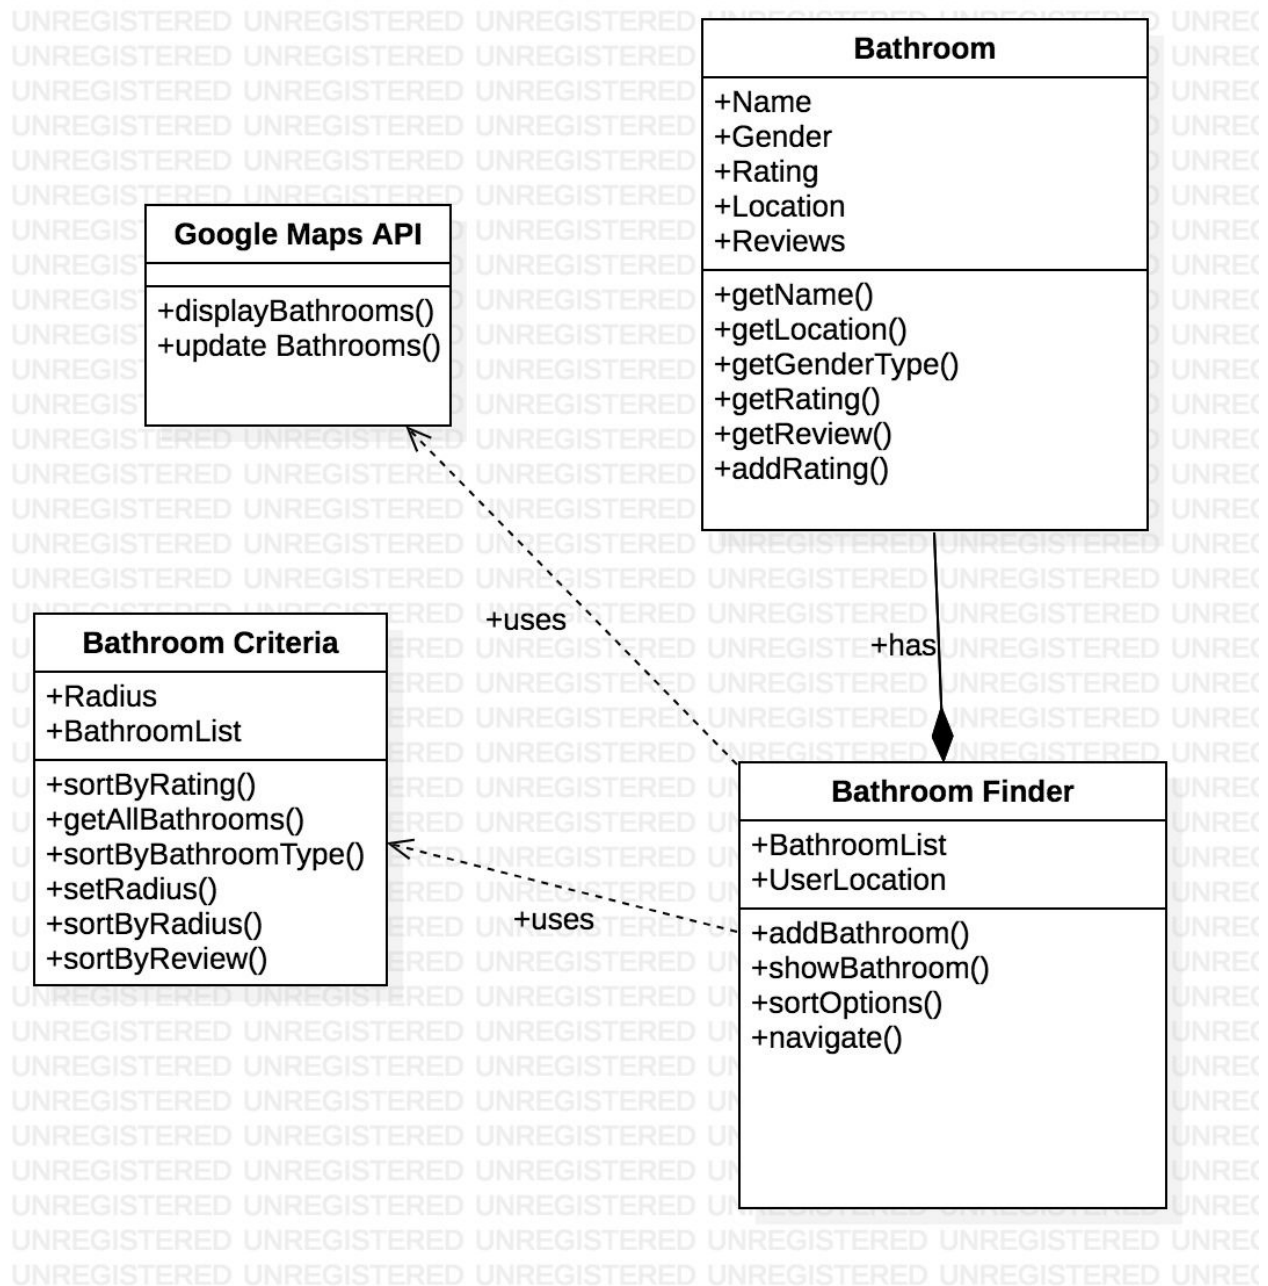 Bathroom
+Name
+Gender
+Rating
+Location
+Reviews
+getName()
+getLocation()
+getGenderType()
+getRating()
+getReview()
+addRating()
Google Maps API
+displayBathrooms()
+update Bathrooms()
+uses
+has
Bathroom Criteria
+Radius
+BathroomList
+sortByRating()
+getAllBathrooms()
+sortByBathroomType()
+setRadius()
+sortByRadius()
+sortByReview()
+uses
Bathroom Finder
+BathroomList
+UserLocation
+addBathroom()
+showBathroom()
+sortOptions()
+navigate()
UNREGISTERED